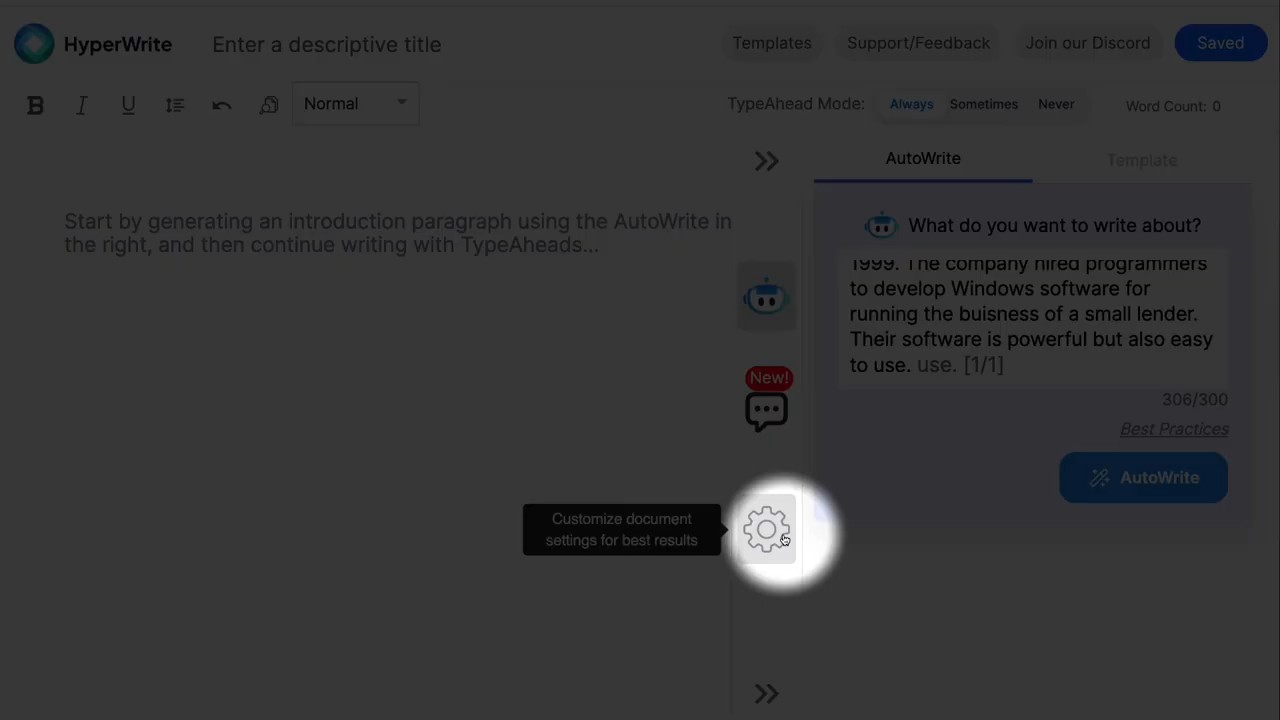 HyperWrite
Enter a descriptive title
Templates
Support/Feedback
Join our Discord
Saved
B I U
Normal
TypeAhead Mode:
Always Sometimes Never
Word Count: 0
AutoWrite
Template
Start by generating an introduction paragraph using the AutoWrite in
the right, and then continue writing with TypeAheads...
What do you want to write about?
1999. The company hired programmers
to develop Windows software for
running the buisness of a small lender.
Their software is powerful but also easy
to use. use. [1/1]
306/300
Best Practices
AutoWrite
New!
Customize document
settings for best results